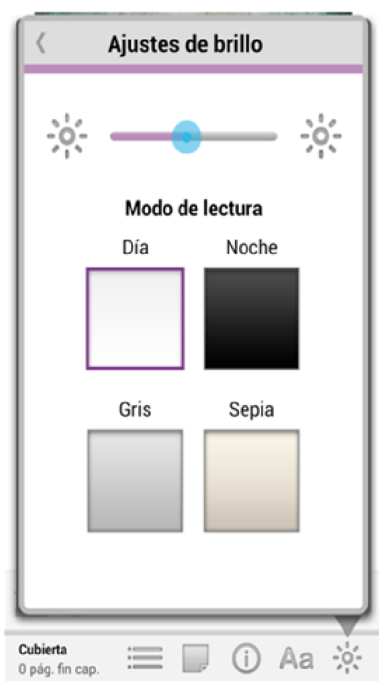 Ajustes de brillo
Modo de lectura
Día Noche
Gris Sepia
Cubierta
0 pág. fin cap.
Aa